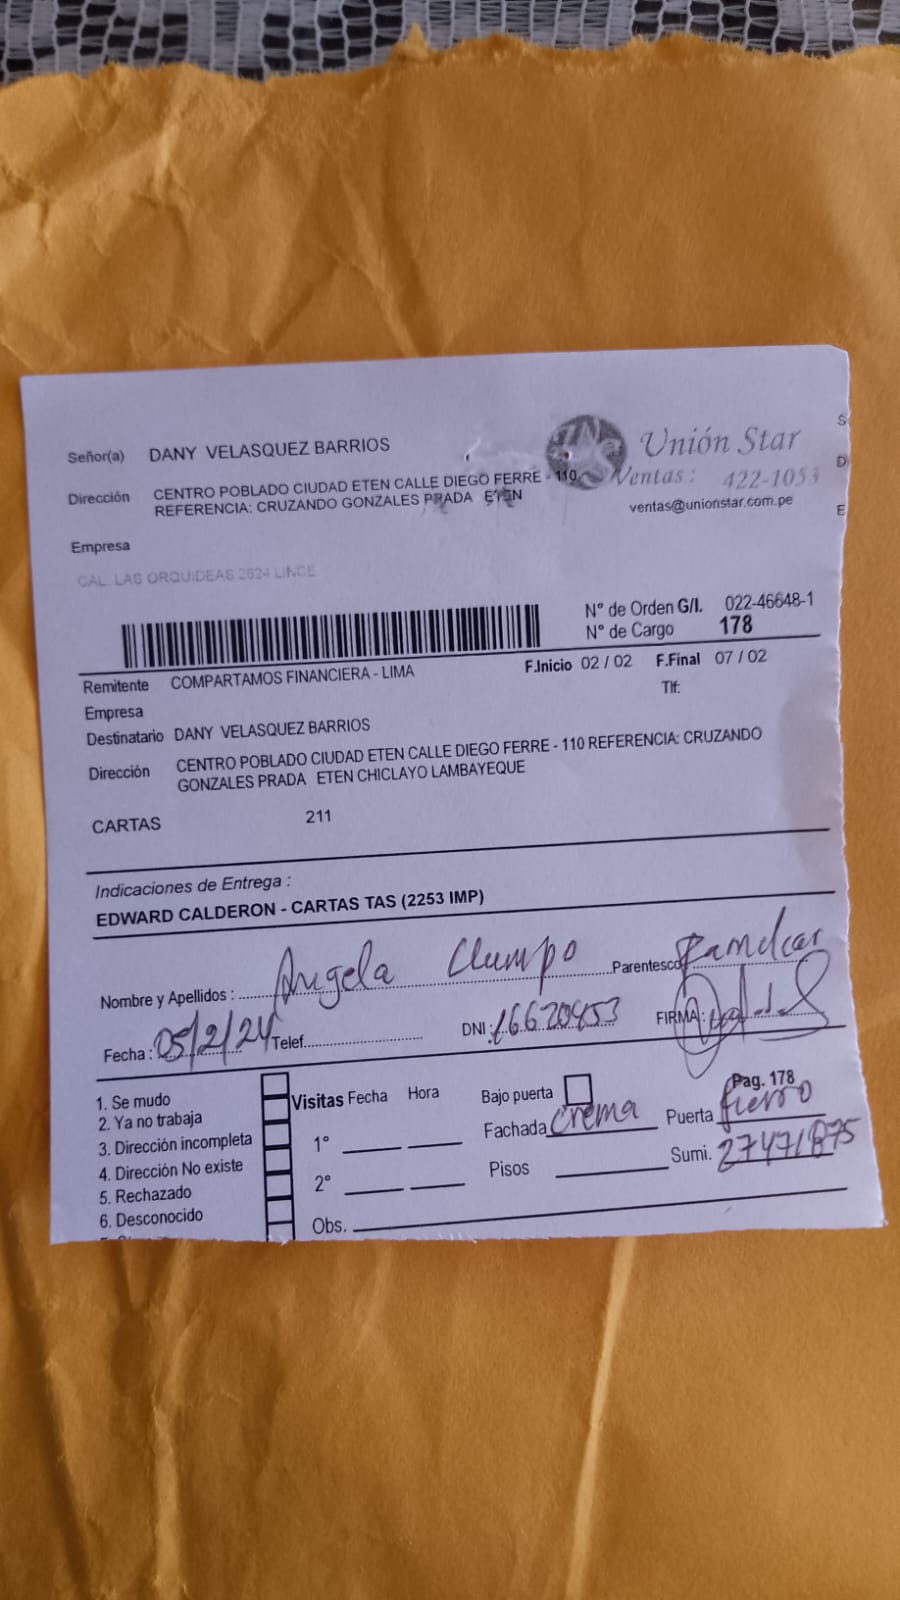 Señor(a) DANY VELASQUEZ BARRIOS
Unión Star
Ventas: 422-1053
ventas@unionstar.com.pe
S
D
E
Dirección CENTRO POBLADO CIUDAD ETEN CALLE DIEGO FERRE - 110
REFERENCIA: CRUZANDO GONZALES PRADA ETEN
Empresa
CAL. LAS ORQUIDEAS 2624 LINCE
N° de Orden G/I. 022-46648-1
N° de Cargo 178
Remitente COMPARTAMOS FINANCIERA - LIMA F.Inicio 02 / 02 F.Final 07 / 02
Empresa Tlf:
Destinatario DANY VELASQUEZ BARRIOS
Dirección CENTRO POBLADO CIUDAD ETEN CALLE DIEGO FERRE - 110 REFERENCIA: CRUZANDO
GONZALES PRADA ETEN CHICLAYO LAMBAYEQUE
CARTAS 211
Indicaciones de Entrega :
EDWARD CALDERON - CARTAS TAS (2253 IMP)
Nombre y Apellidos : Angela Parentesco
Fecha : 05/2/24 Telef. DNI : 16620453 FIRMA:
Pag. 178
1. Se mudo
2. Ya no trabaja
3. Dirección incompleta
4. Dirección No existe
5. Rechazado
6. Desconocido
Visitas Fecha Hora
1°
2°
Obs.
Bajo puerta
Fachada Crema Puerta fierro
Pisos Sumi. 27471875